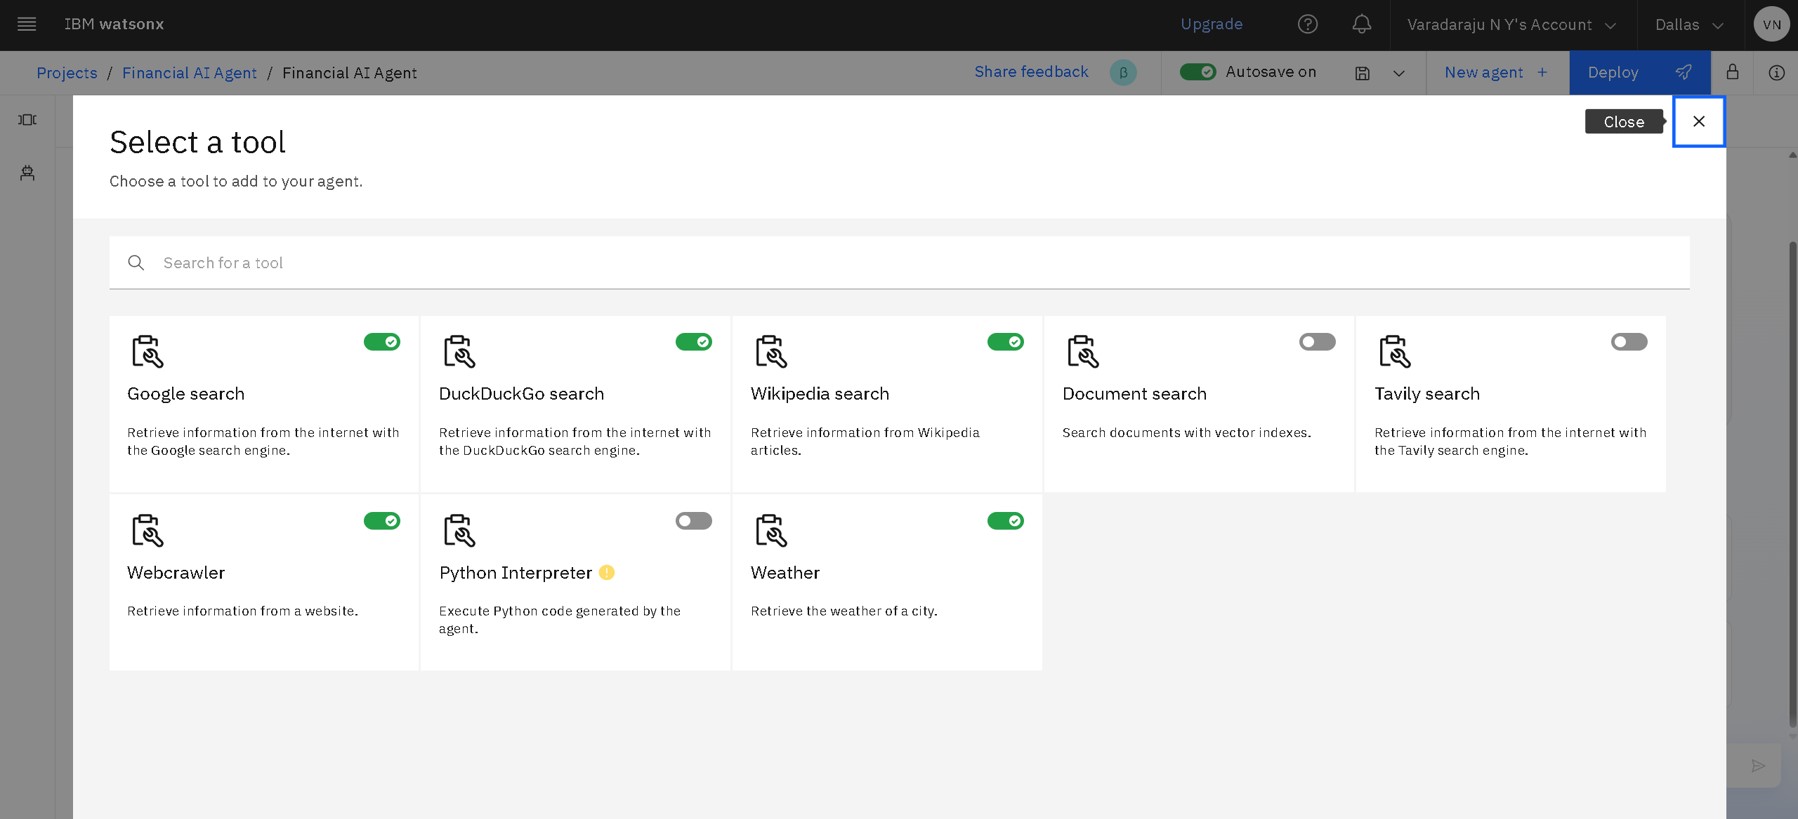 IBM watsonx
Upgrade
Varadaraju N Y's Account
Dallas
VN
Projects / Financial AI Agent / Financial AI Agent
Share feedback
β
Autosave on
New agent +
Deploy
Select a tool
Close
Choose a tool to add to your agent.
Search for a tool
Google search
Retrieve information from the internet with
the Google search engine.
DuckDuckGo search
Retrieve information from the internet with
the DuckDuckGo search engine.
Wikipedia search
Retrieve information from Wikipedia
articles.
Document search
Search documents with vector indexes.
Tavily search
Retrieve information from the internet with
the Tavily search engine.
Webcrawler
Retrieve information from a website.
Python Interpreter
Execute Python code generated by the
agent.
Weather
Retrieve the weather of a city.